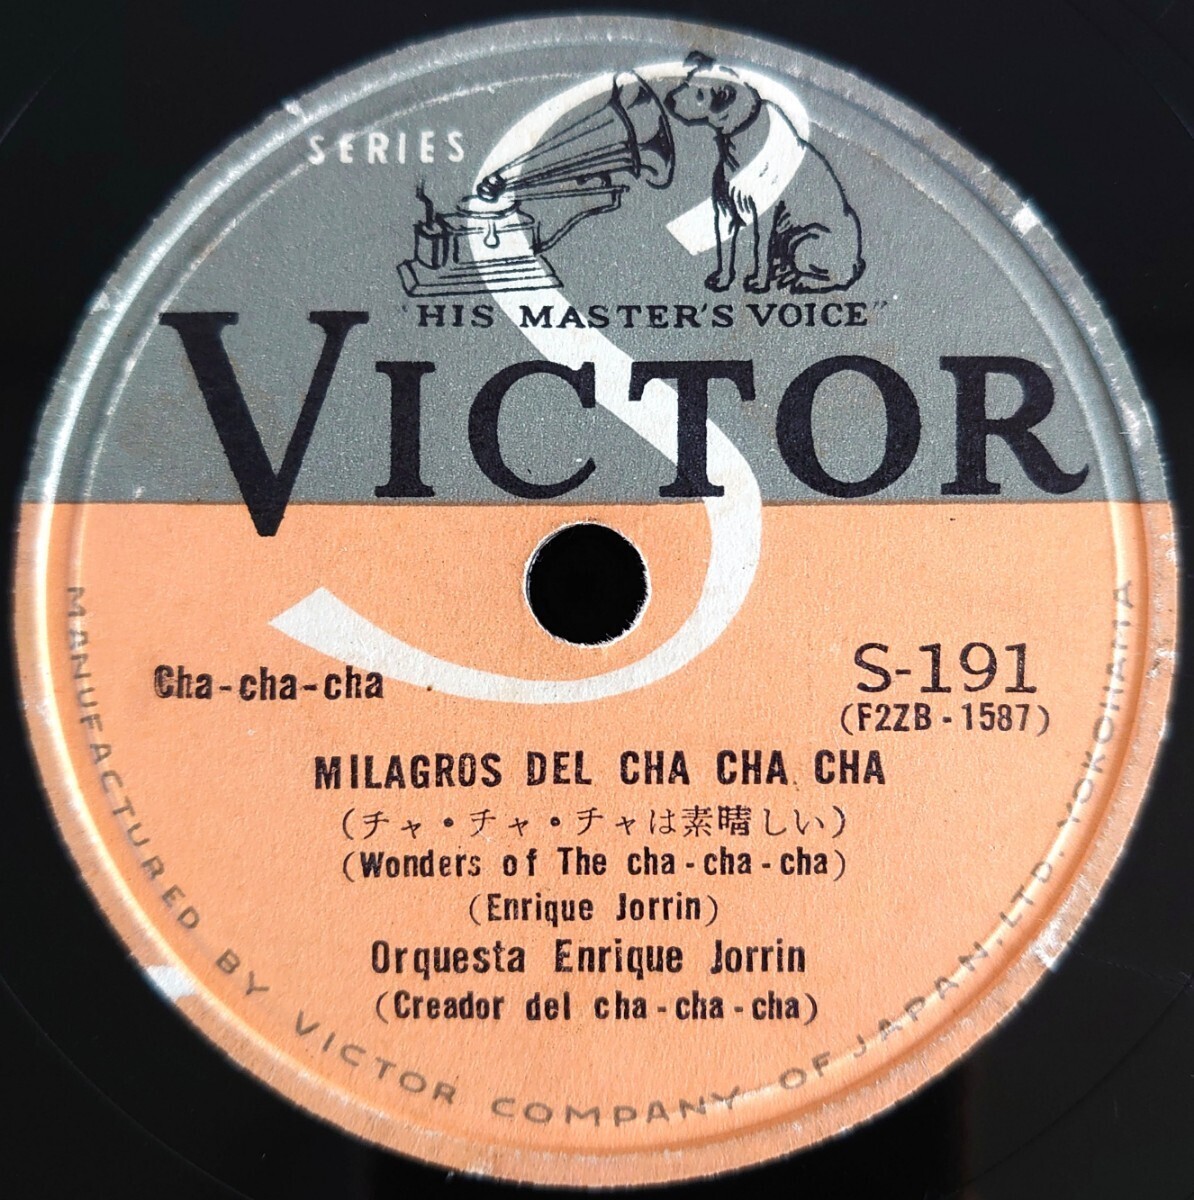 SERIES
S
"HIS MASTER'S VOICE"
VICTOR
Cha-cha-cha
S-191
(F2ZB-1587)
MILAGROS DEL CHA CHA CHA
(チャ・チャ・チャは素晴しい)
(Wonders of The cha-cha-cha)
(Enrique Jorrin)
Orquesta Enrique Jorrin
(Creador del cha-cha-cha)
MANUFACTURED BY VICTOR COMPANY OF JAPAN, LTD. YOKOHAMA